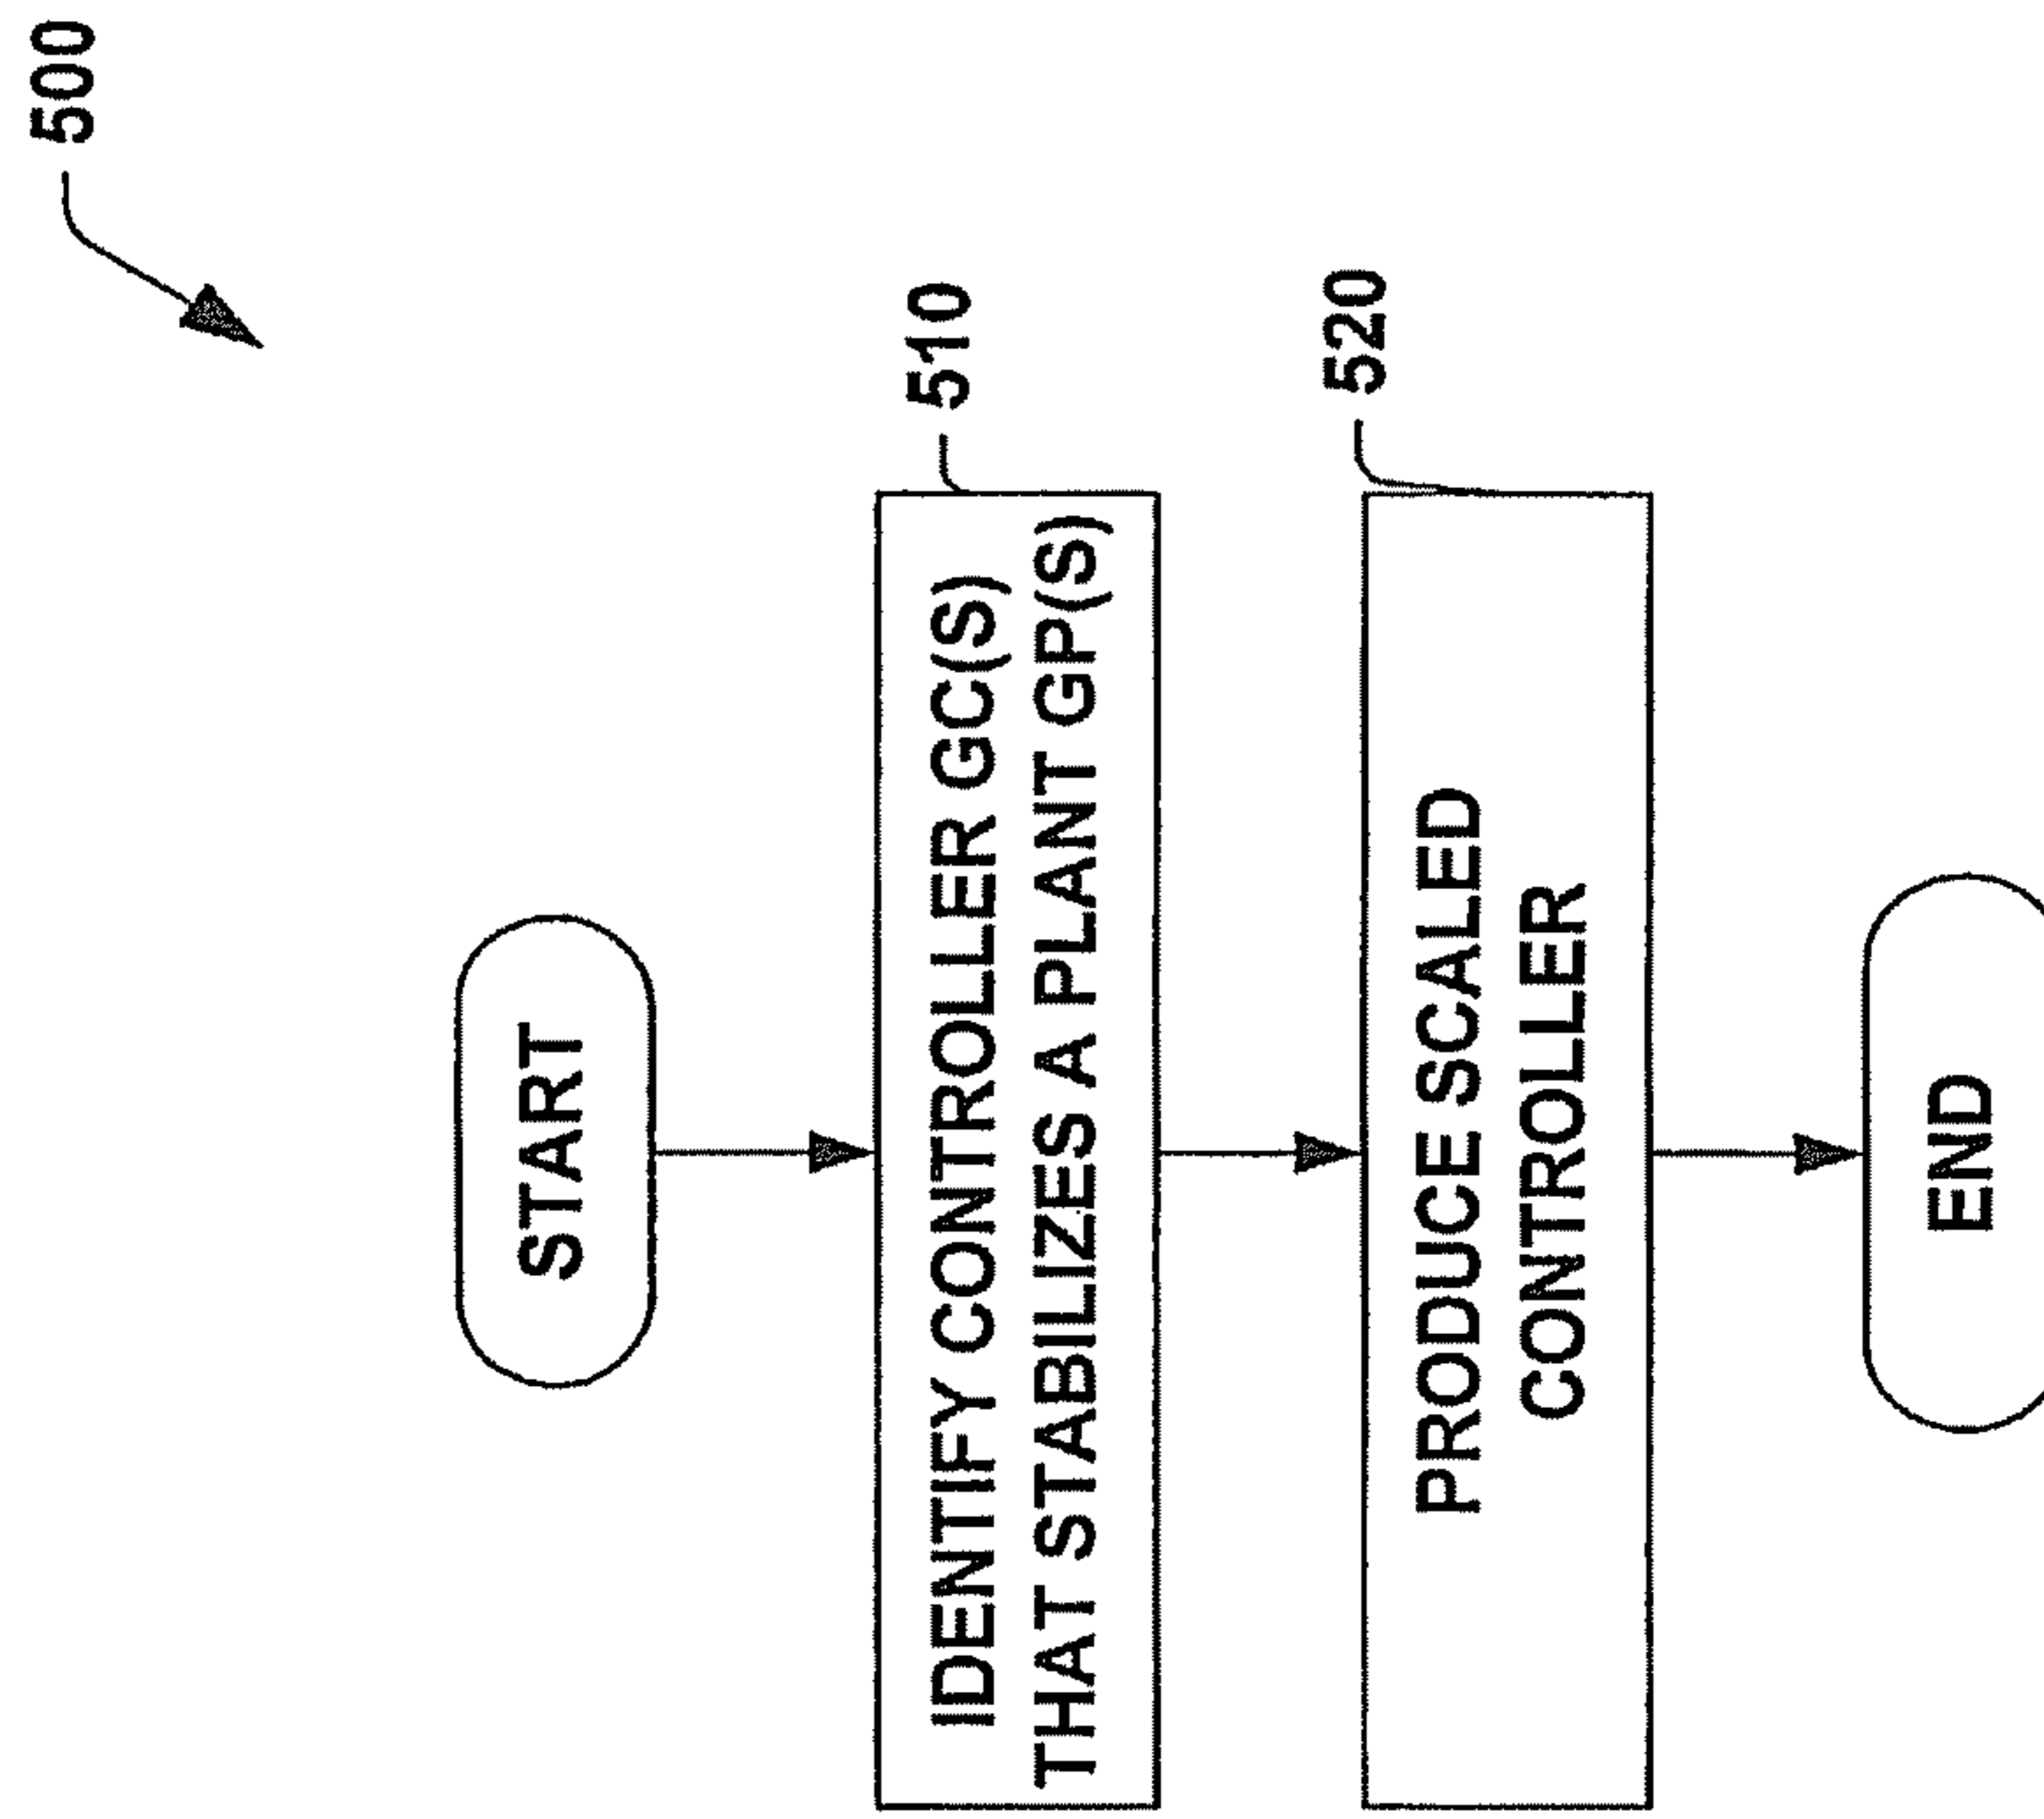 500
START
510
IDENTIFY CONTROLLER GC(S)
THAT STABILIZES A PLANT GP(S)
520
PRODUCE SCALED
CONTROLLER
END